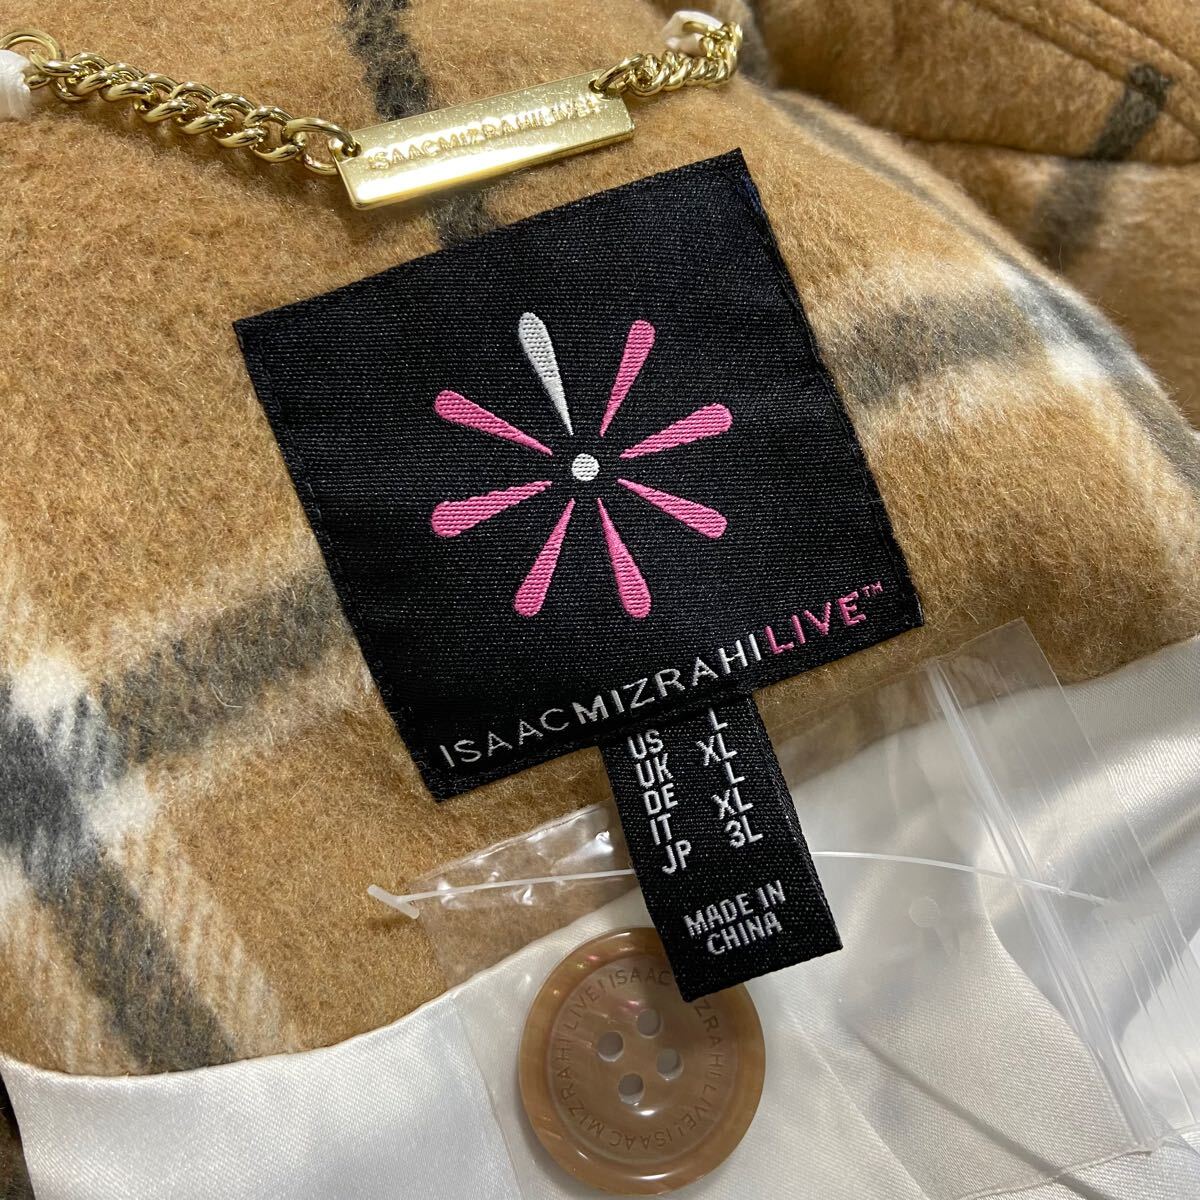 ISAACMIZRAHILIVE!
ISAACMIZRAHILIVE™
US L
UK XL
DE L
IT XL
JP 3L
MADE IN
CHINA
ISAAC MIZRAHI LIVE! ISAAC MIZRAHI LIVE!